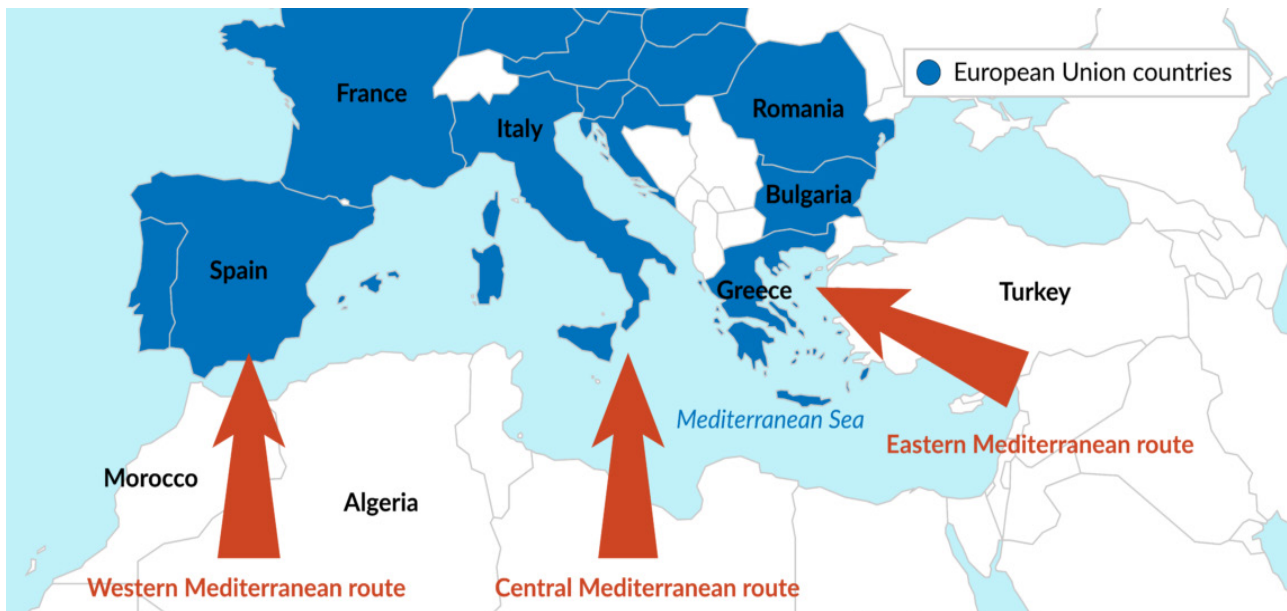 European Union countries
France
Italy
Romania
Bulgaria
Spain
Greece
Turkey
Mediterranean Sea
Eastern Mediterranean route
Morocco
Algeria
Western Mediterranean route
Central Mediterranean route